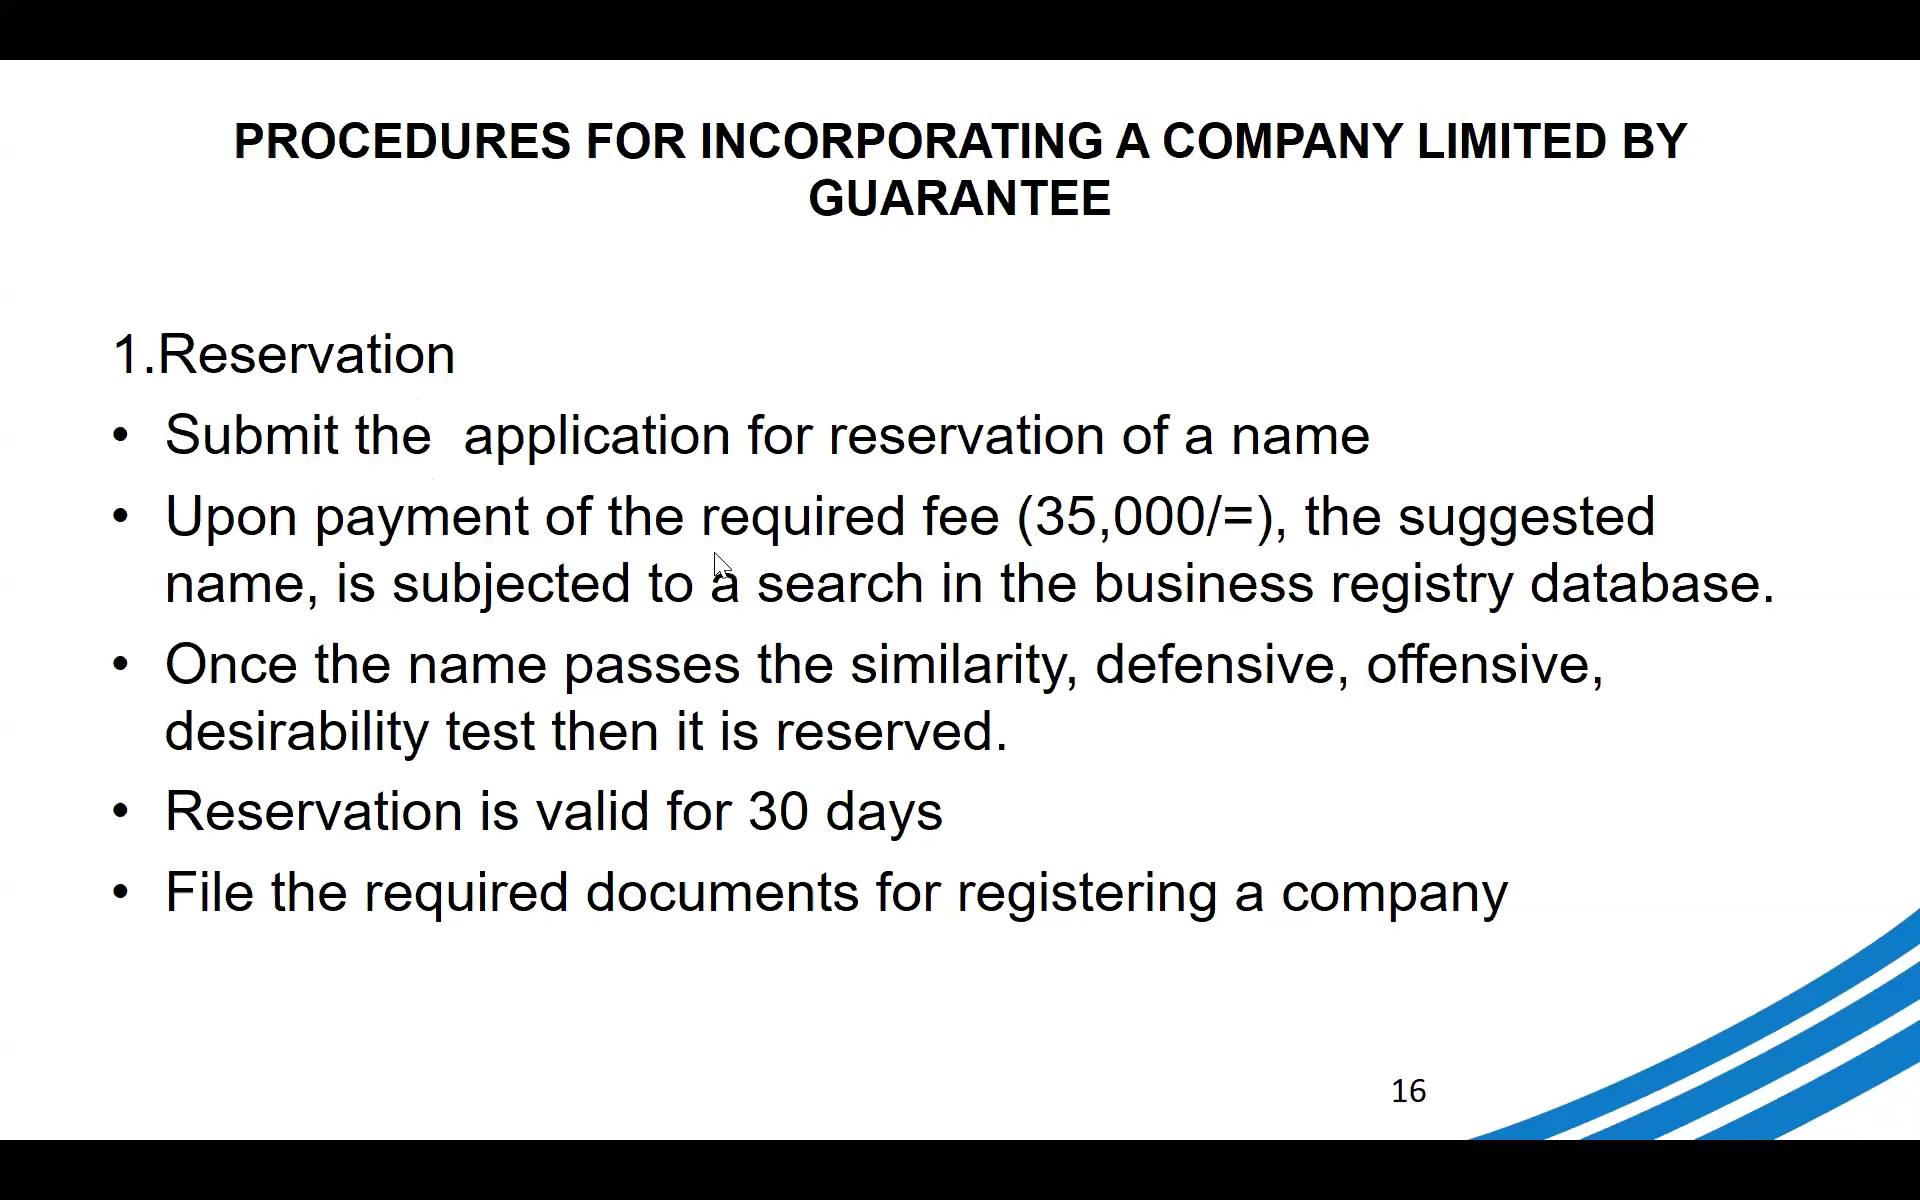 PROCEDURES FOR INCORPORATING A COMPANY LIMITED BY
GUARANTEE
1.Reservation
• Submit the  application for reservation of a name
• Upon payment of the required fee (35,000/=), the suggested
name, is subjected to a search in the business registry database.
• Once the name passes the similarity, defensive, offensive,
desirability test then it is reserved.
• Reservation is valid for 30 days
• File the required documents for registering a company
16